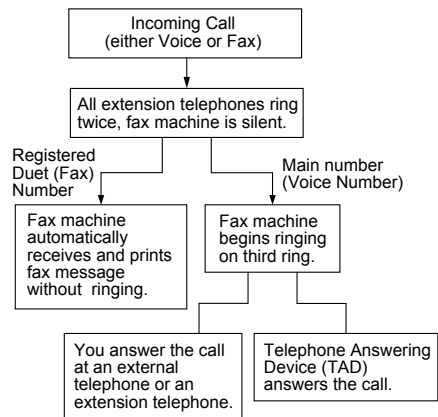 Incoming Call
(either Voice or Fax)
All extension telephones ring
twice, fax machine is silent.
Registered
Duet (Fax)
Number
Main number
(Voice Number)
Fax machine
automatically
receives and prints
fax message
without ringing.
Fax machine
begins ringing
on third ring.
You answer the call
at an external
telephone or an
extension telephone.
Telephone Answering
Device (TAD)
answers the call.